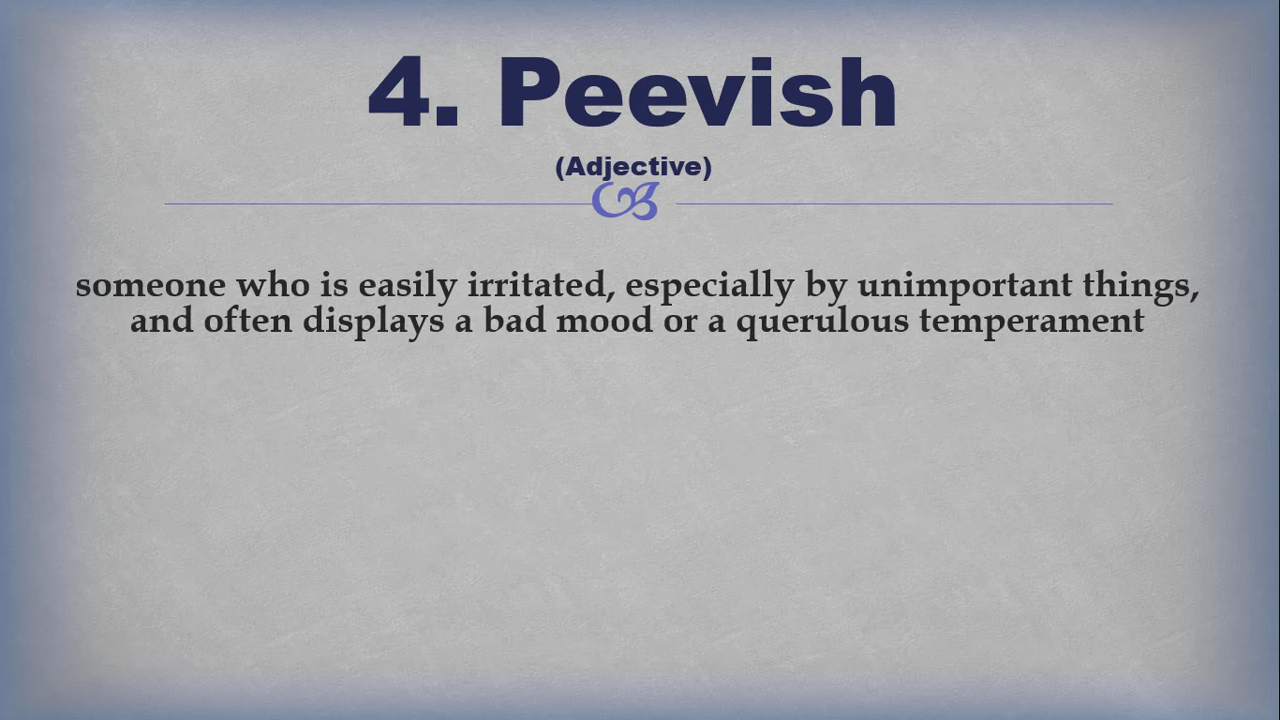 4. Peevish
(Adjective)
someone who is easily irritated, especially by unimportant things,
and often displays a bad mood or a querulous temperament